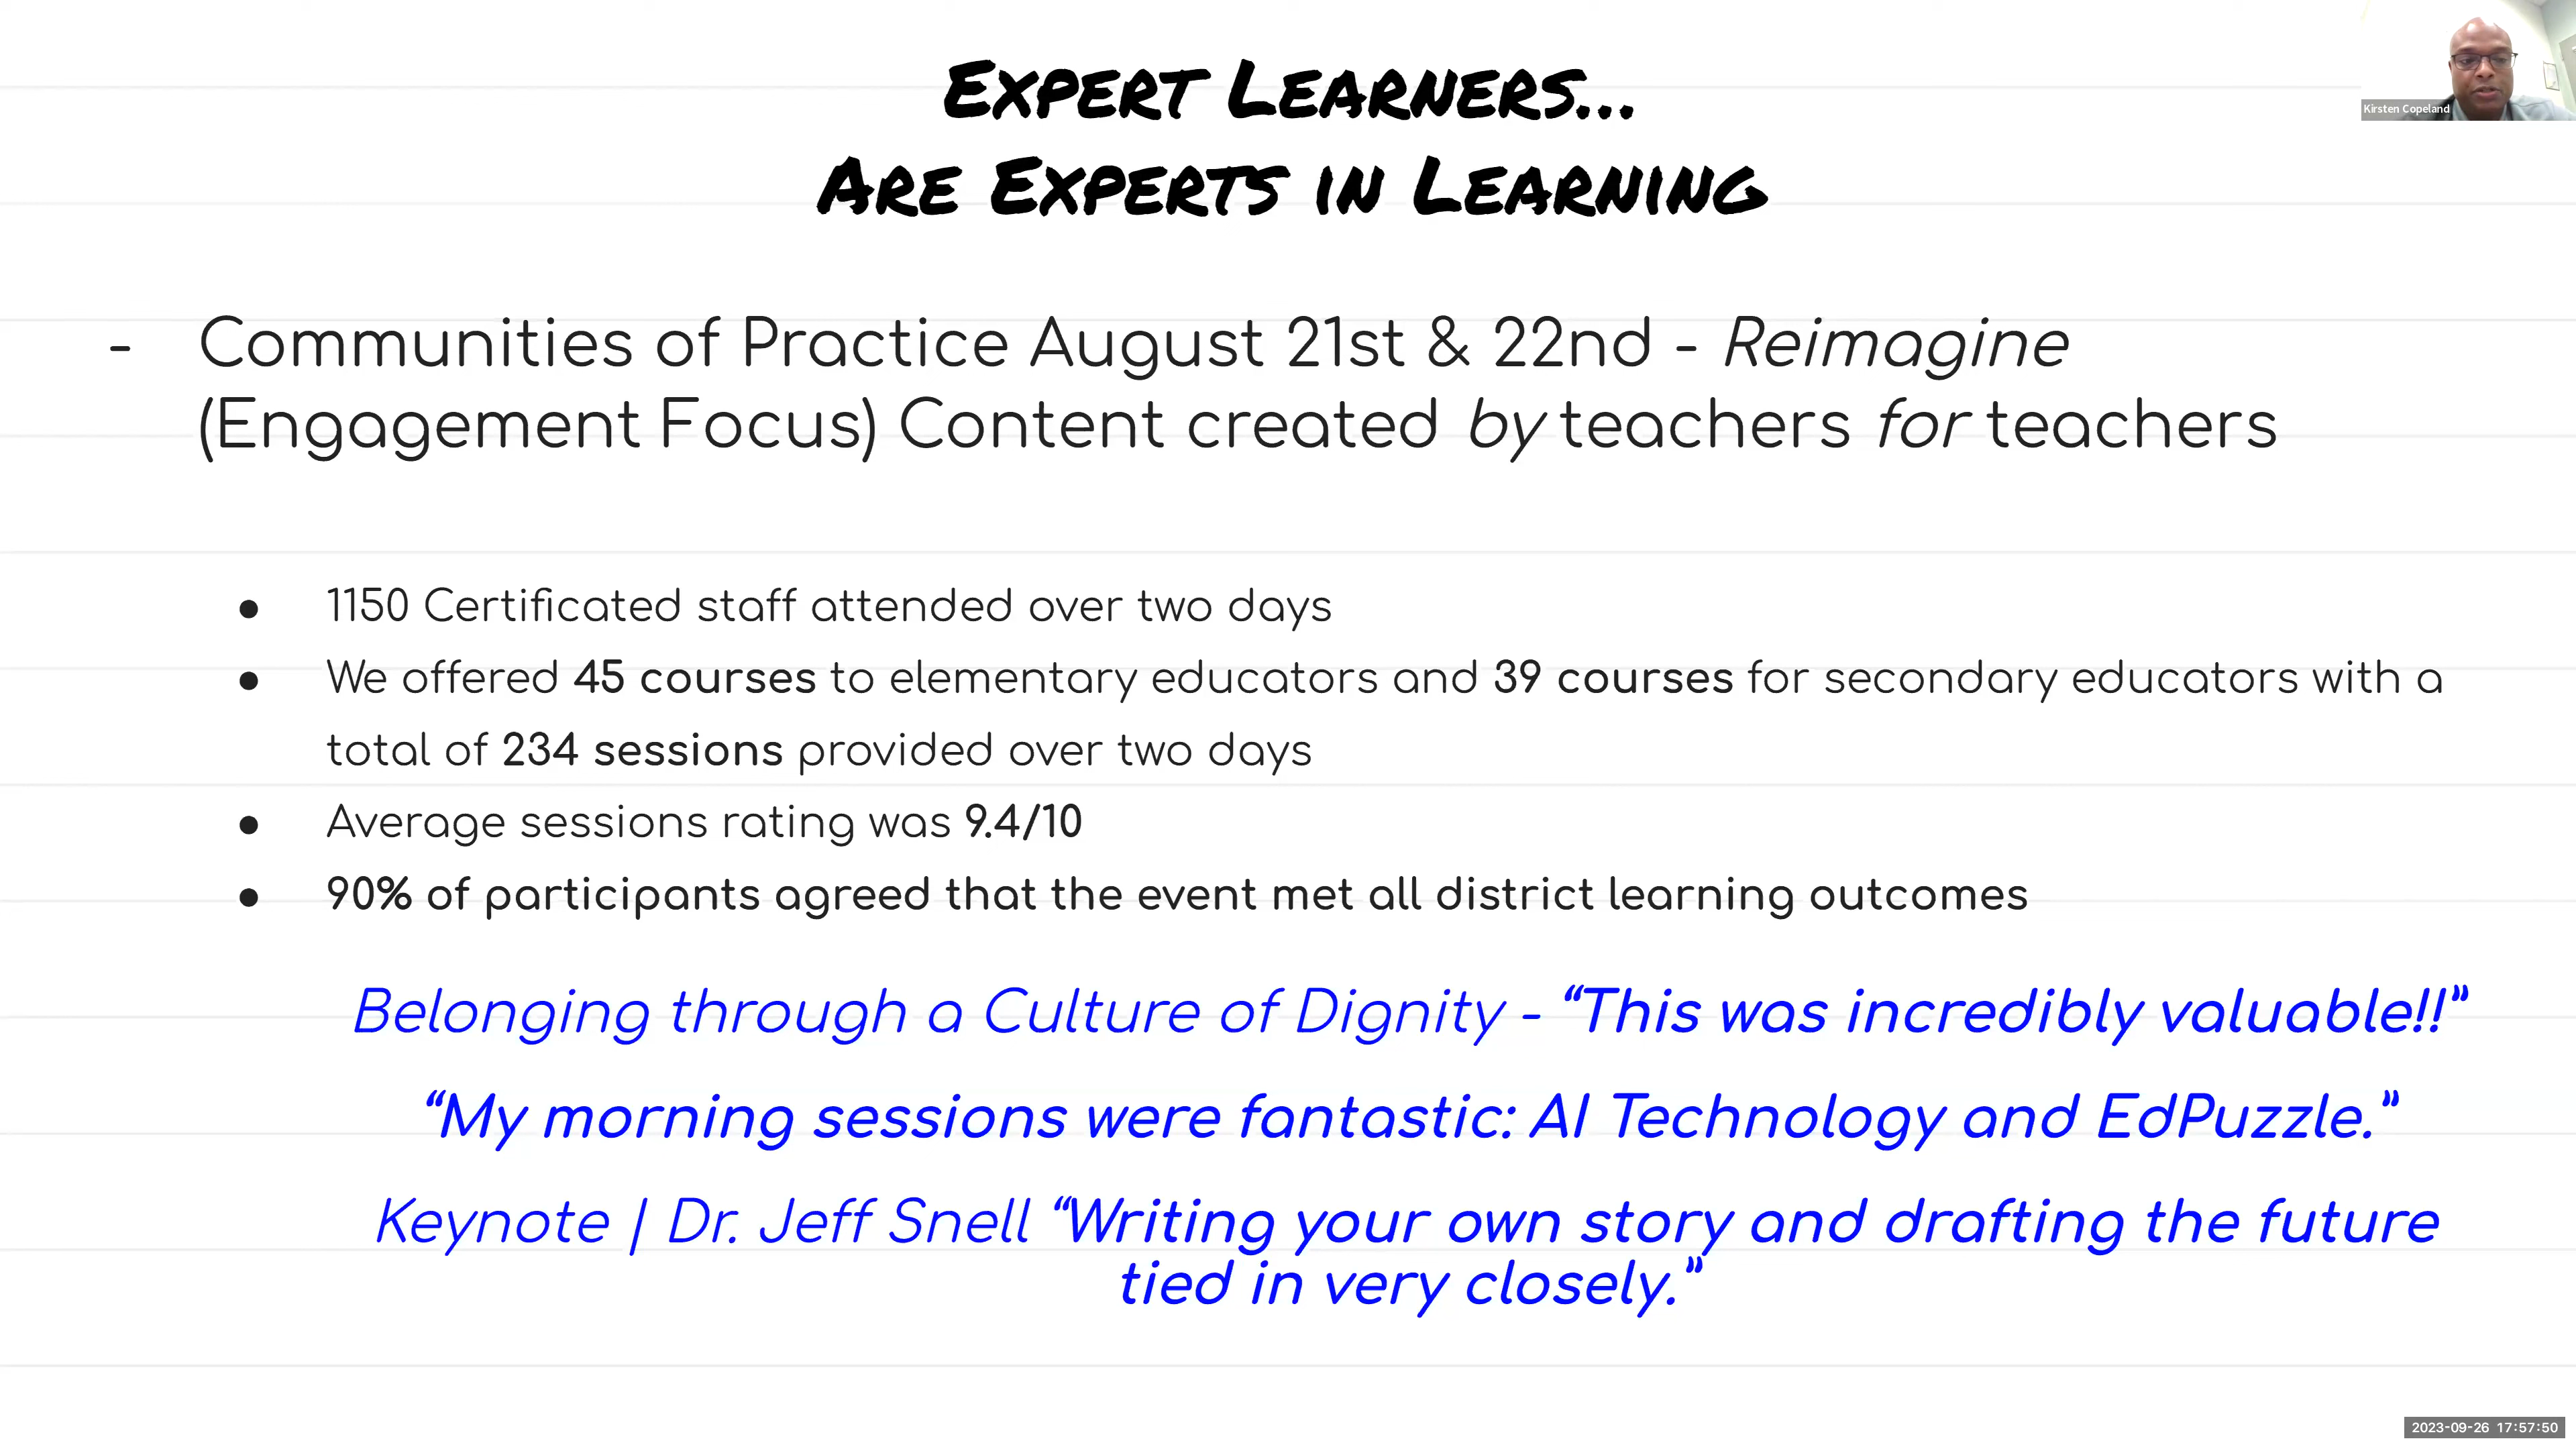 Expert Learners...
Are Experts in Learning
Kirsten Copeland
- Communities of Practice August 21st & 22nd - Reimagine
(Engagement Focus) Content created by teachers for teachers
● 1150 Certificated staff attended over two days
● We offered 45 courses to elementary educators and 39 courses for secondary educators with a
total of 234 sessions provided over two days
● Average sessions rating was 9.4/10
● 90% of participants agreed that the event met all district learning outcomes
Belonging through a Culture of Dignity - “This was incredibly valuable!!”
“My morning sessions were fantastic: AI Technology and EdPuzzle.”
Keynote | Dr. Jeff Snell “Writing your own story and drafting the future
tied in very closely.”
2023-09-26 17:57:50